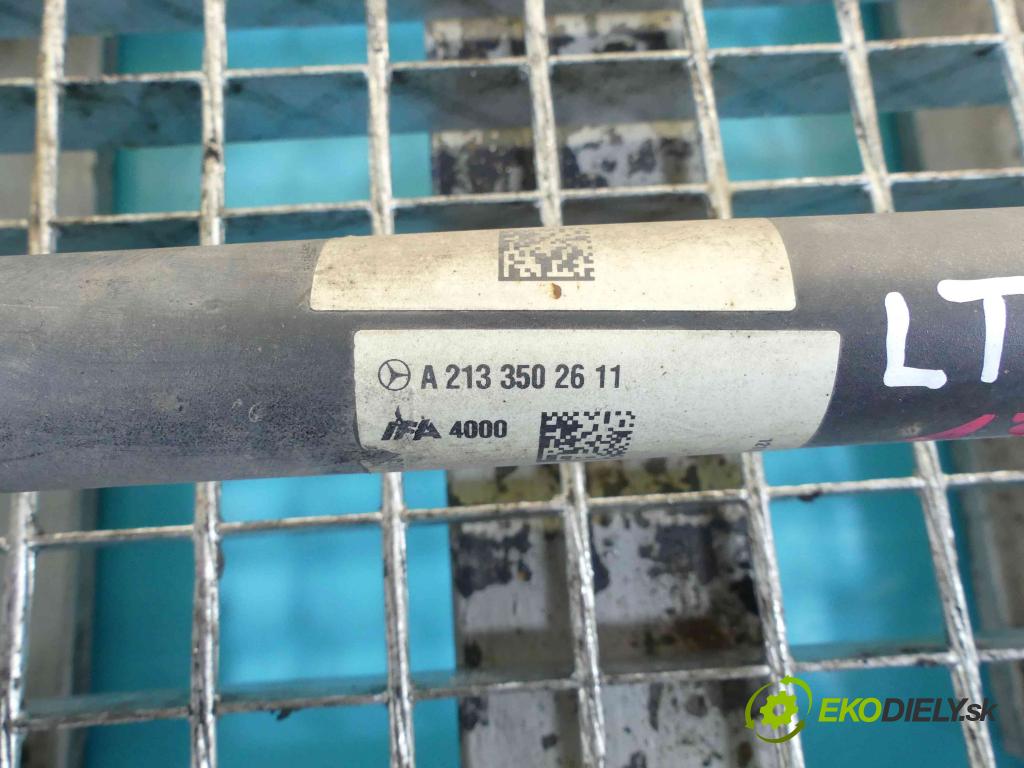 A 213 350 26 11
IFA 4000
LT
EKODIELY.sk